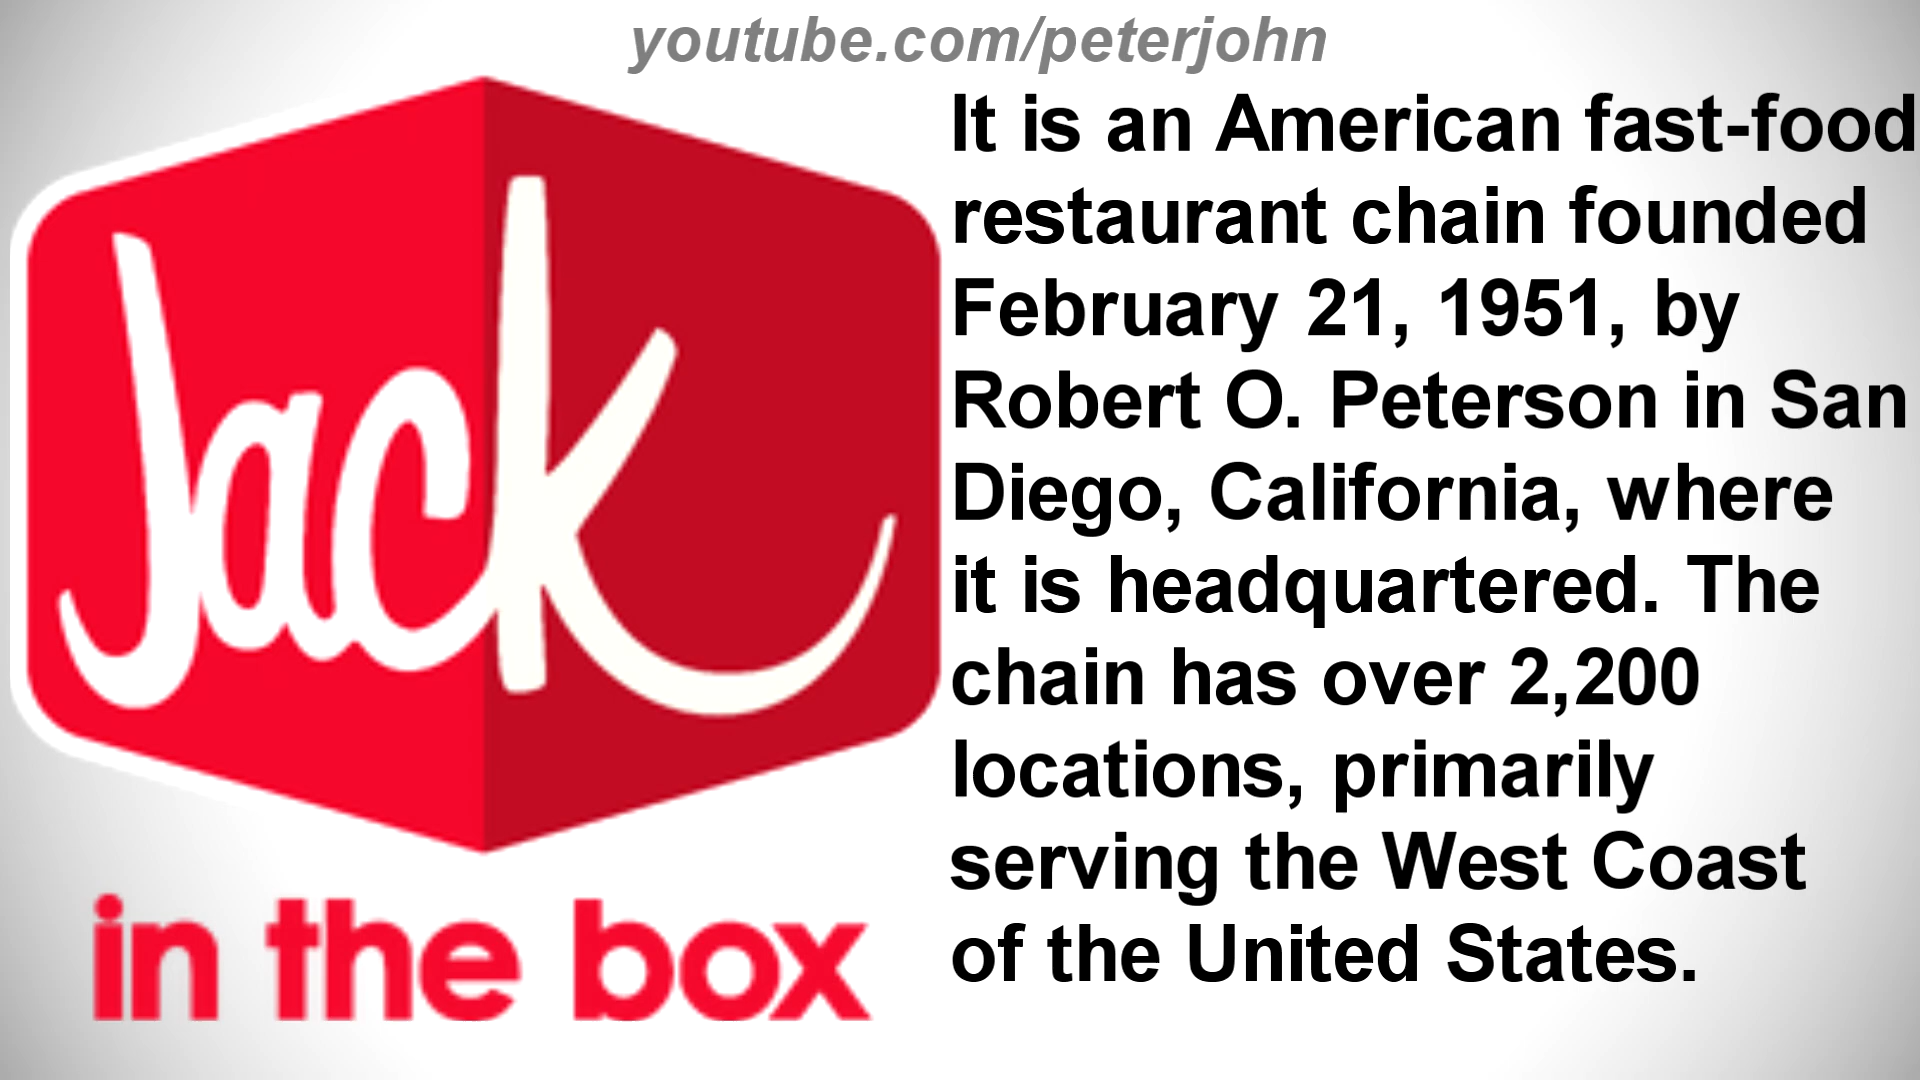 youtube.com/peterjohn
Jack
in the box
It is an American fast-food
restaurant chain founded
February 21, 1951, by
Robert O. Peterson in San
Diego, California, where
it is headquartered. The
chain has over 2,200
locations, primarily
serving the West Coast
of the United States.